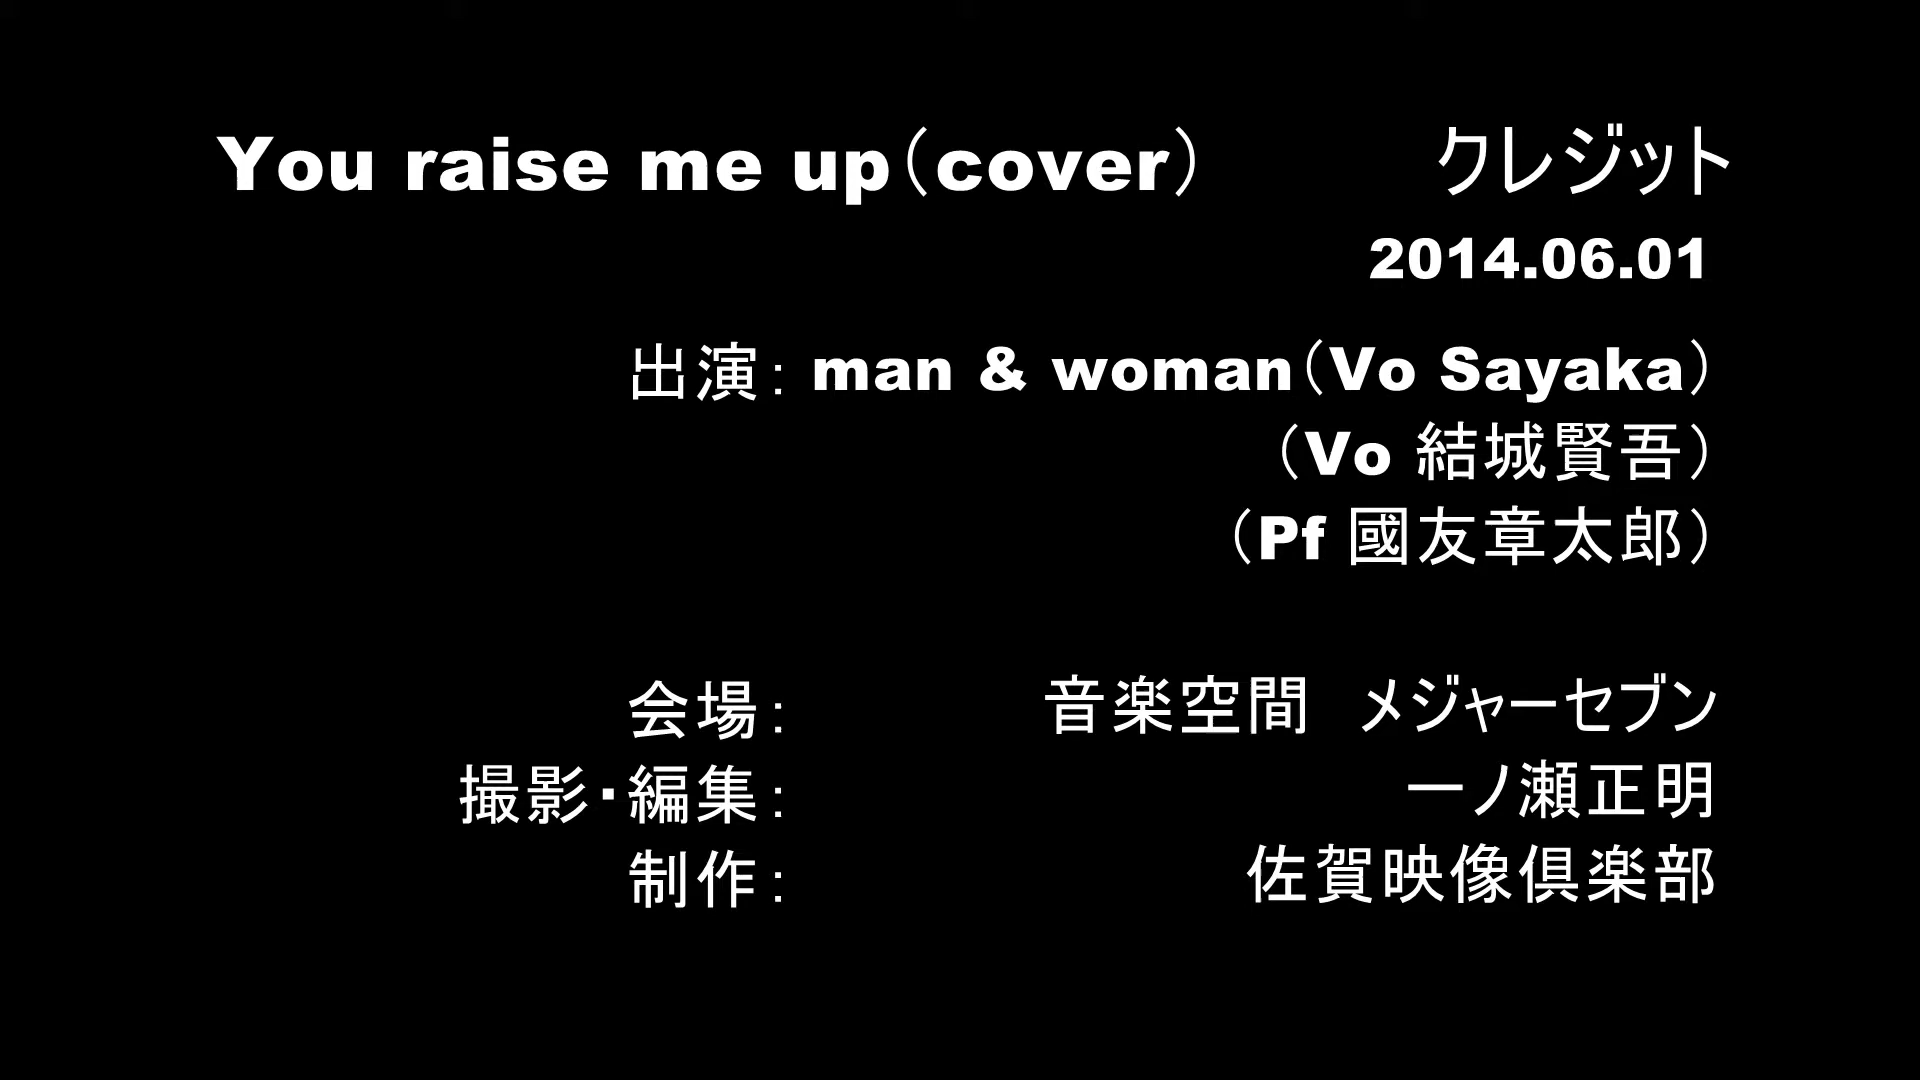 You raise me up（cover）　クレジット
2014.06.01
出演： man & woman（Vo Sayaka）
（Vo 結城賢吾）
（Pf 國友章太郎）
会場：　音楽空間　メジャーセブン
撮影・編集：　一ノ瀬正明
制作：　佐賀映像倶楽部